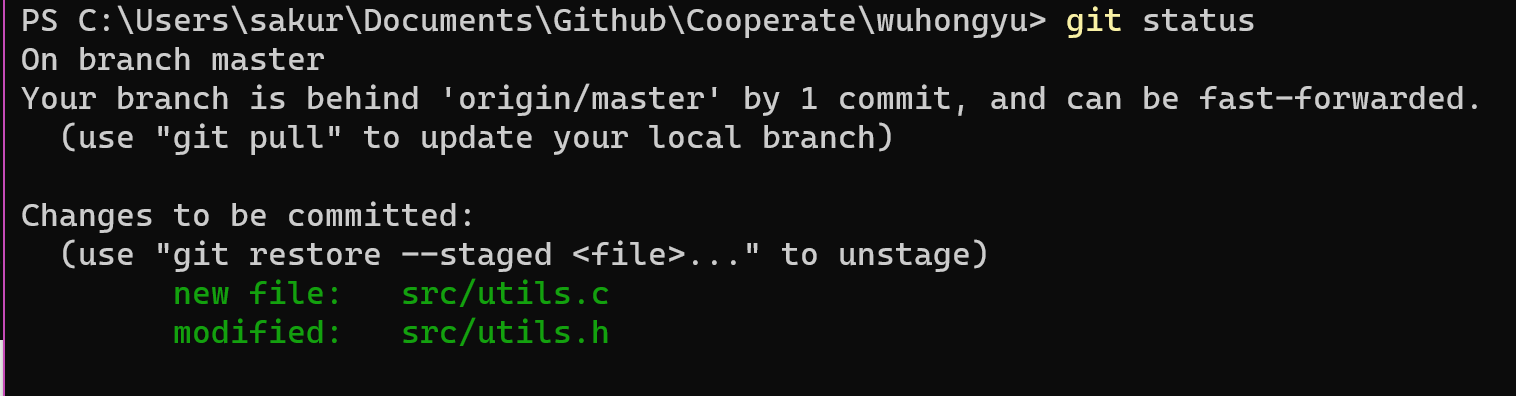 PS C:\Users\sakur\Documents\Github\Cooperate\wuhongyu> git status
On branch master
Your branch is behind 'origin/master' by 1 commit, and can be fast-forwarded.
  (use "git pull" to update your local branch)

Changes to be committed:
  (use "git restore --staged <file>..." to unstage)
        new file:   src/utils.c
        modified:   src/utils.h